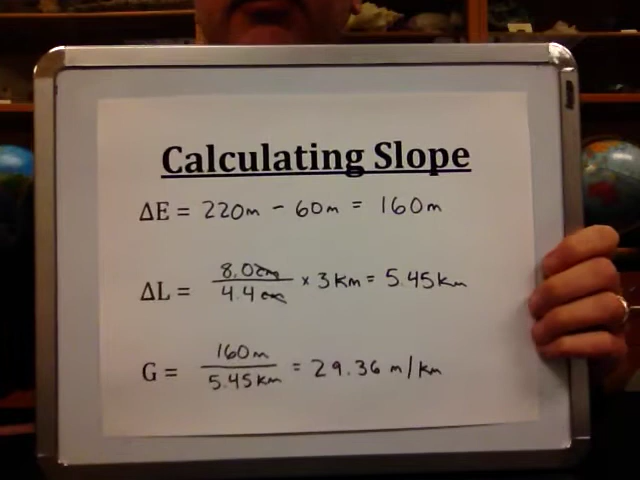 Calculating Slope
ΔE = 220m - 60m = 160m
ΔL = 8.0cm / 4.4cm × 3km = 5.45km
G = 160m / 5.45km = 29.36 m/km